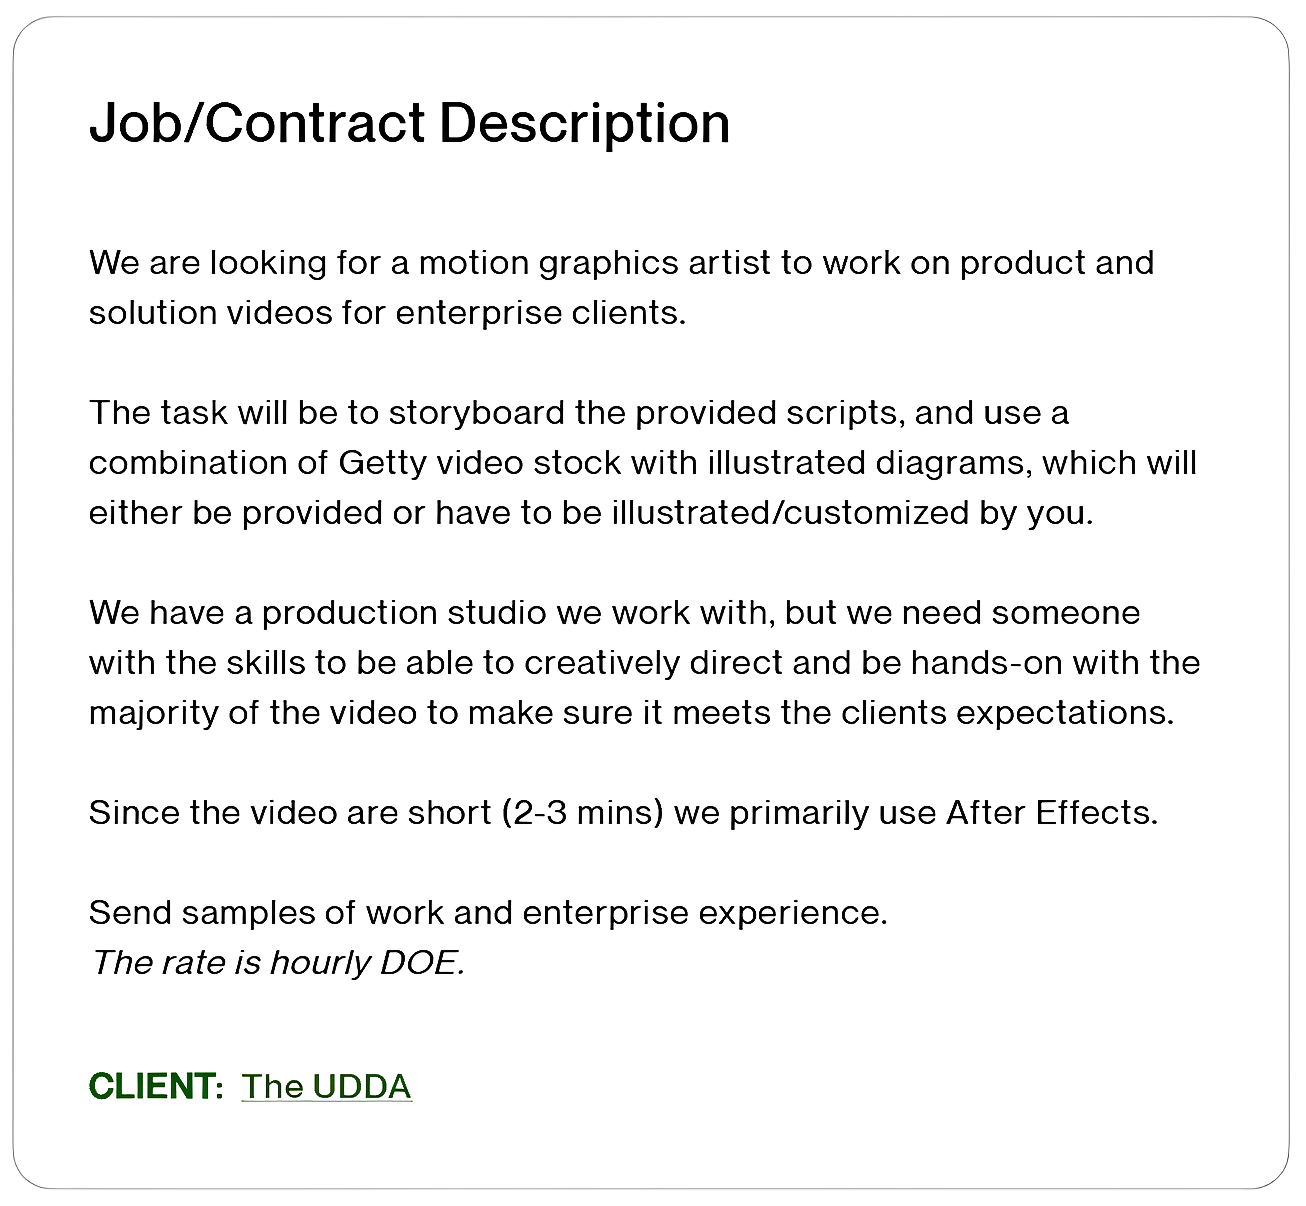 Job/Contract Description
We are looking for a motion graphics artist to work on product and
solution videos for enterprise clients.
The task will be to storyboard the provided scripts, and use a
combination of Getty video stock with illustrated diagrams, which will
either be provided or have to be illustrated/customized by you.
We have a production studio we work with, but we need someone
with the skills to be able to creatively direct and be hands-on with the
majority of the video to make sure it meets the clients expectations.
Since the video are short (2-3 mins) we primarily use After Effects.
Send samples of work and enterprise experience.
The rate is hourly DOE.
CLIENT: The UDDA